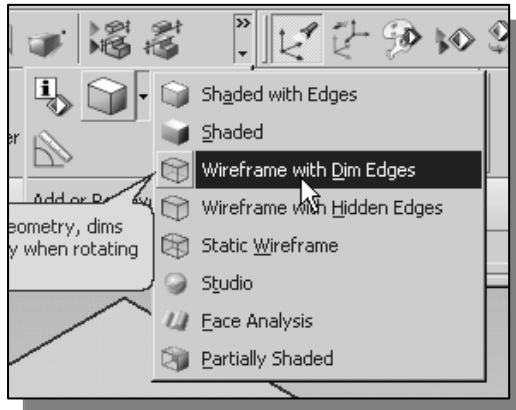 Shaded with Edges
Shaded
er
Wireframe with Dim Edges
Add or
Wireframe with Hidden Edges
eometry, dims
y when rotating
Static Wireframe
Studio
Face Analysis
Partially Shaded